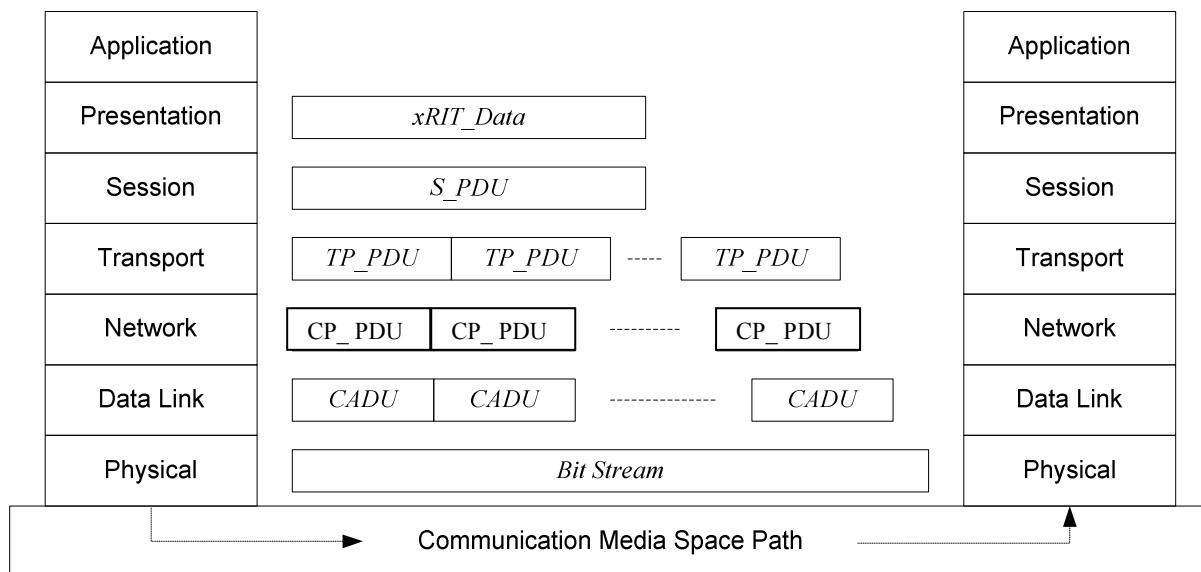 Application Application
Presentation xRIT_Data Presentation
Session S_PDU Session
Transport TP_PDU TP_PDU TP_PDU Transport
Network CP_ PDU CP_ PDU CP_ PDU Network
Data Link CADU CADU CADU Data Link
Physical Bit Stream Physical
Communication Media Space Path